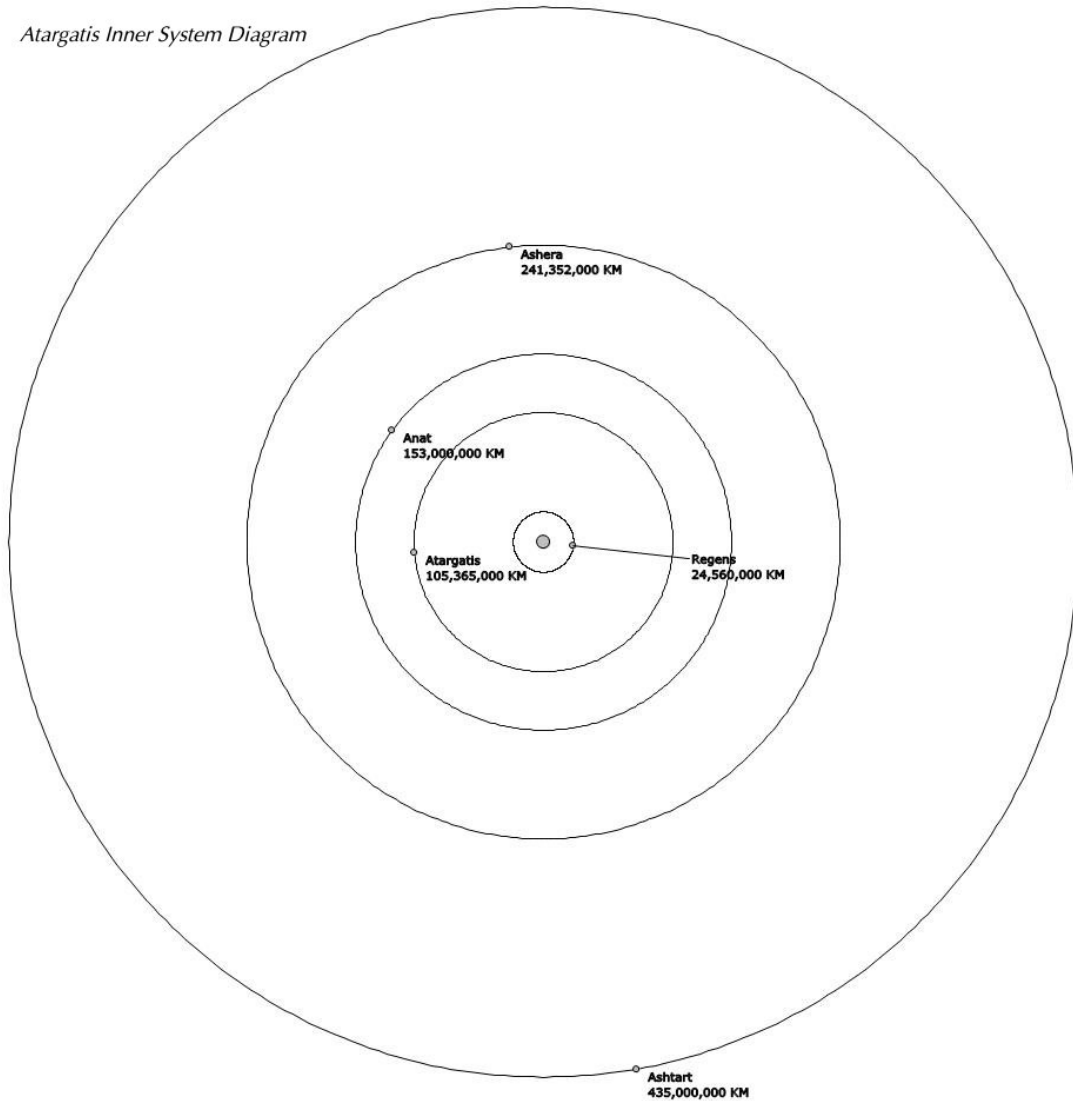 Atargatis Inner System Diagram
Ashera
241,352,000 KM
Anat
153,000,000 KM
Atargatis
105,365,000 KM
Regens
24,560,000 KM
Ashtart
435,000,000 KM